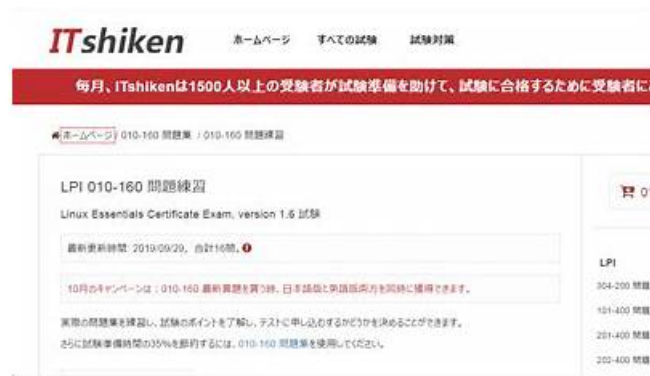 ITshiken
ホームページ すべての試験 試験対策
毎月、ITshikenは1500人以上の受験者が試験準備を助けて、試験に合格するために受験者に
ホームページ / 010-160 問題集 / 010-160 問題練習
LPI 010-160 問題練習
Linux Essentials Certificate Exam, version 1.6 試験
最新更新時間: 2019/09/29、合計16問。
10月のキャンペーンは：010-160 最新真題を買う時、日本語版と英語版両方を同時に獲得できます。
実際の問題集を練習し、試験のポイントを了解し、テストに申し込むするかどうかを決めることができます。
さらに試験準備時間の35%を節約するには、010-160 問題集を使用してください。
LPI
304-200 問題
101-400 問題
201-400 問題
202-400 問題